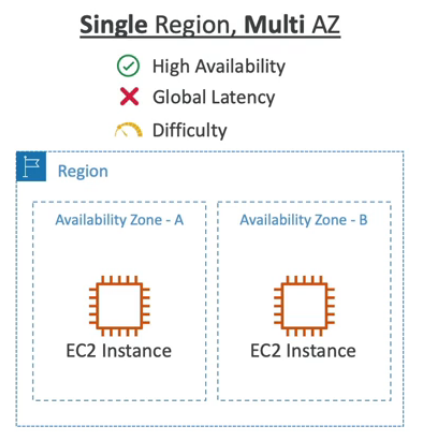 Single Region, Multi AZ
High Availability
Global Latency
Difficulty
Region
Availability Zone - A
Availability Zone - B
EC2 Instance
EC2 Instance